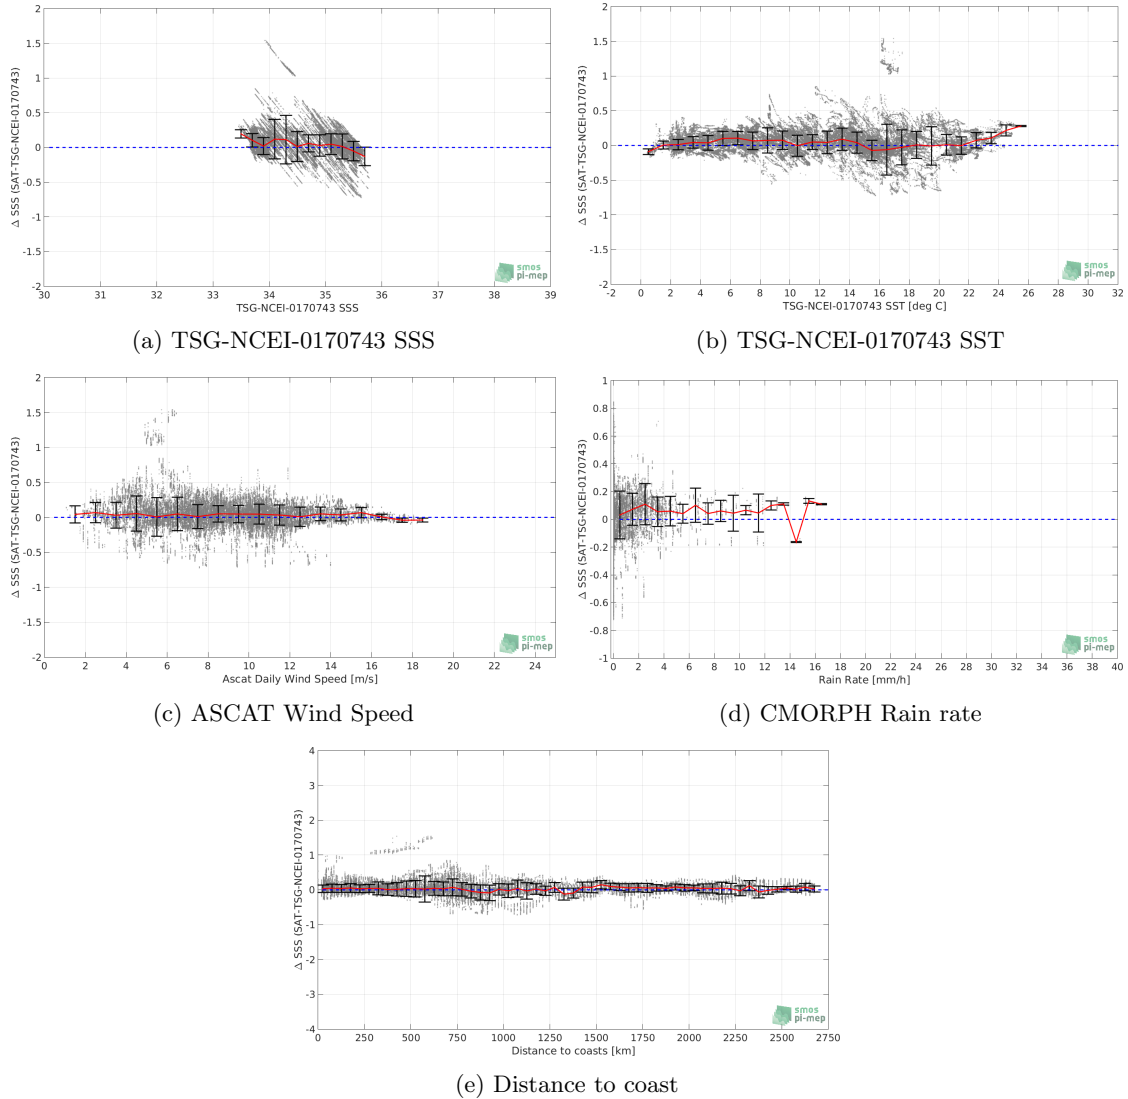 2
1.5
1
0.5
0
-0.5
-1
-1.5
-2
Δ SSS (SAT-TSG-NCEI-0170743)
30 31 32 33 34 35 36 37 38 39
TSG-NCEI-0170743 SSS
smos
pi-mep
(a) TSG-NCEI-0170743 SSS
2
1.5
1
0.5
0
-0.5
-1
-1.5
-2
Δ SSS (SAT-TSG-NCEI-0170743)
-2 0 2 4 6 8 10 12 14 16 18 20 22 24 26 28 30 32
TSG-NCEI-0170743 SST [deg C]
smos
pi-mep
(b) TSG-NCEI-0170743 SST
2
1.5
1
0.5
0
-0.5
-1
-1.5
-2
Δ SSS (SAT-TSG-NCEI-0170743)
0 2 4 6 8 10 12 14 16 18 20 22 24
Ascat Daily Wind Speed [m/s]
smos
pi-mep
(c) ASCAT Wind Speed
1
0.8
0.6
0.4
0.2
0
-0.2
-0.4
-0.6
-0.8
-1
Δ SSS (SAT-TSG-NCEI-0170743)
0 2 4 6 8 10 12 14 16 18 20 22 24 26 28 30 32 34 36 38 40
Rain Rate [mm/h]
smos
pi-mep
(d) CMORPH Rain rate
4
3
2
1
0
-1
-2
-3
-4
Δ SSS (SAT-TSG-NCEI-0170743)
0 250 500 750 1000 1250 1500 1750 2000 2250 2500 2750
Distance to coasts [km]
smos
pi-mep
(e) Distance to coast